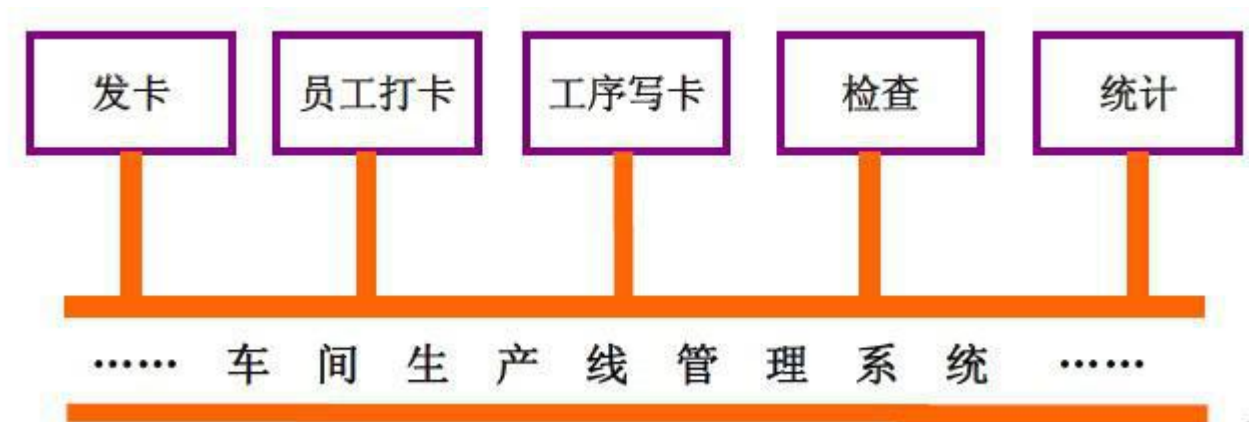 发卡
员工打卡
工序写卡
检查
统计
……车间生产线管理系统……